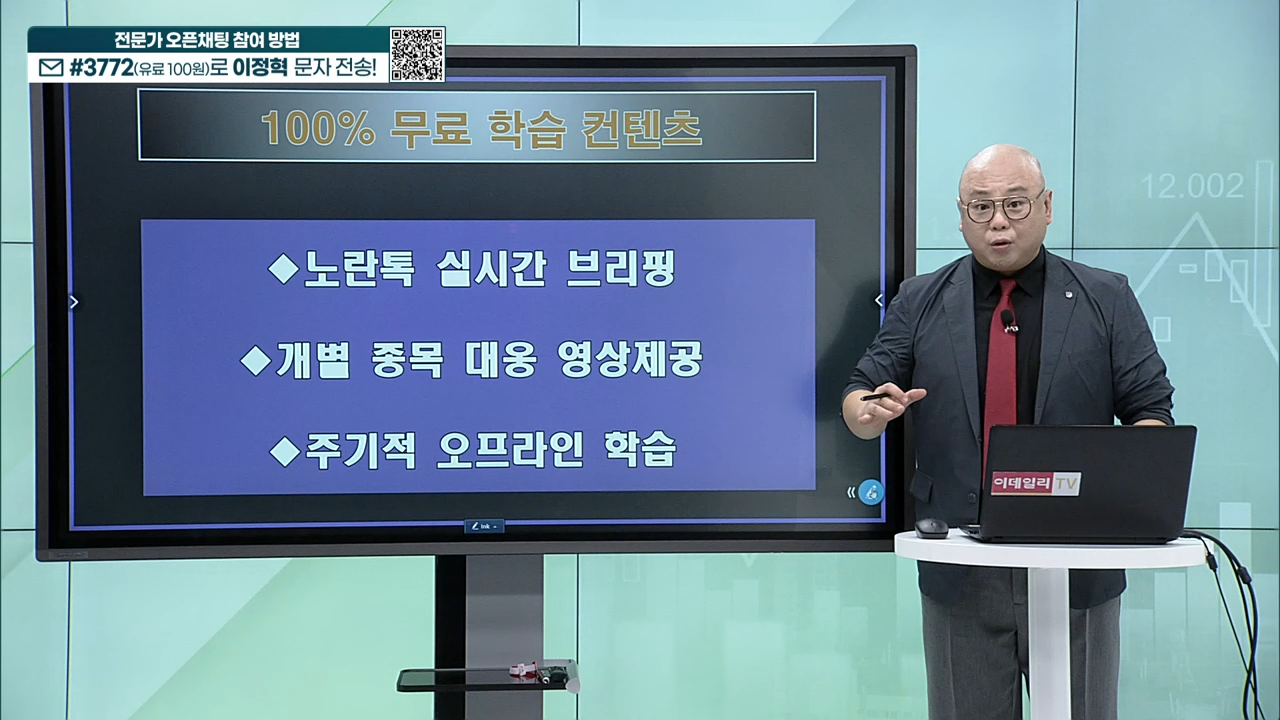 전문가 오픈채팅 참여 방법
#3772(유료 100원)로 이정혁 문자 전송!
100% 무료 학습 컨텐츠
◆노란톡 실시간 브리핑
◆개별 종목 대응 영상제공
◆주기적 오프라인 학습
Ink
12.002
이데일리TV